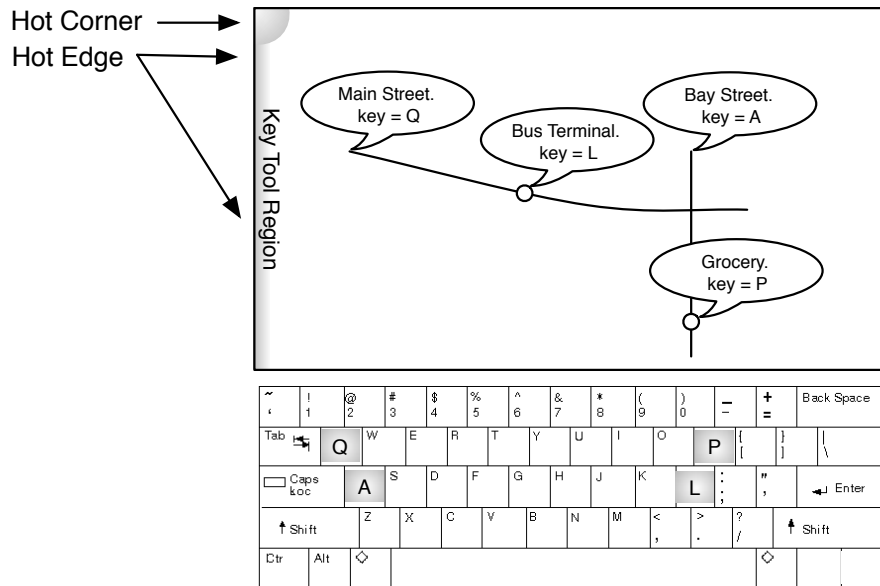 Hot Corner
Hot Edge
Key Tool Region
Main Street.
key = Q
Bus Terminal.
key = L
Bay Street.
key = A
Grocery.
key = P
~ ! @ # $ % ^ & * ( ) _ + Back Space
‘ 1 2 3 4 5 6 7 8 9 0 – =
Tab Q W E R T Y U I O P { } |
[ ] \
Caps A S D F G H J K L : " Enter
Loc ; ,
Shift Z X C V B N M < > ? Shift
, . /
Ctr Alt